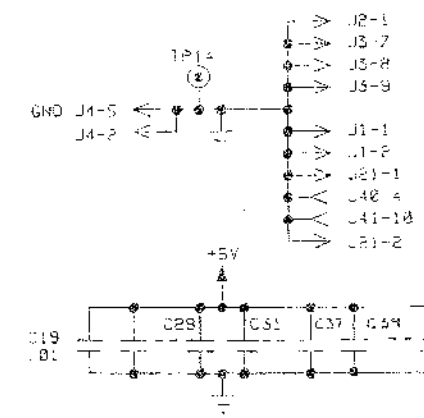 J2-1
J3-7
TP14
J3-8
J3-9
GND J4-5
J4-2
J1-1
J1-2
J21-1
J40-4
J41-10
J21-2
+5V
C19
.01
C28
C31
C37
C39